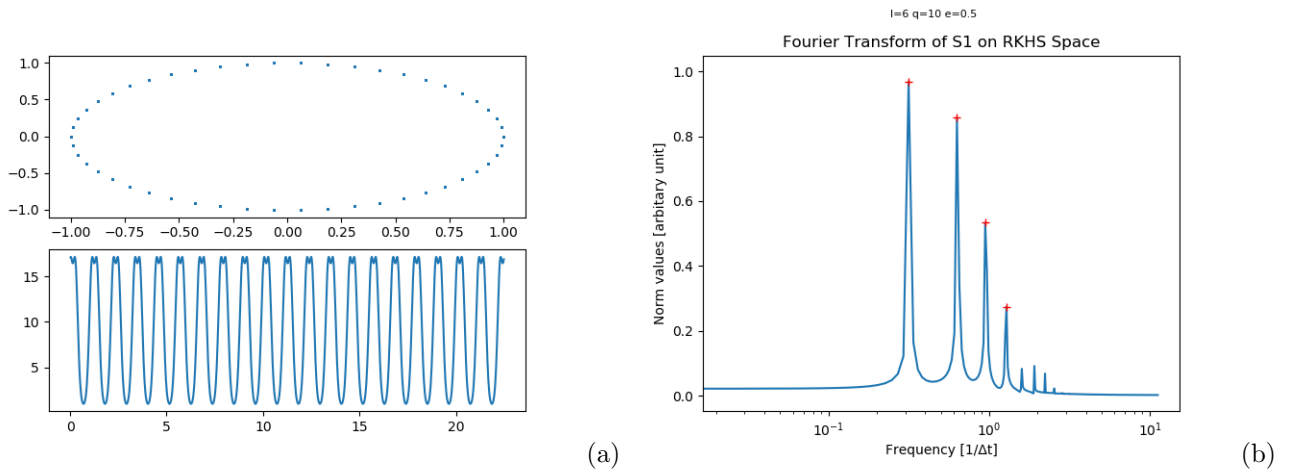 1.0
0.5
0.0
−0.5
−1.0
−1.00 −0.75 −0.50 −0.25 0.00 0.25 0.50 0.75 1.00
15
10
5
0 5 10 15 20
(a)
l=6 q=10 e=0.5
Fourier Transform of S1 on RKHS Space
Norm values [arbitary unit]
1.0
0.8
0.6
0.4
0.2
0.0
10⁻¹ 10⁰ 10¹
Frequency [1/Δt]
(b)